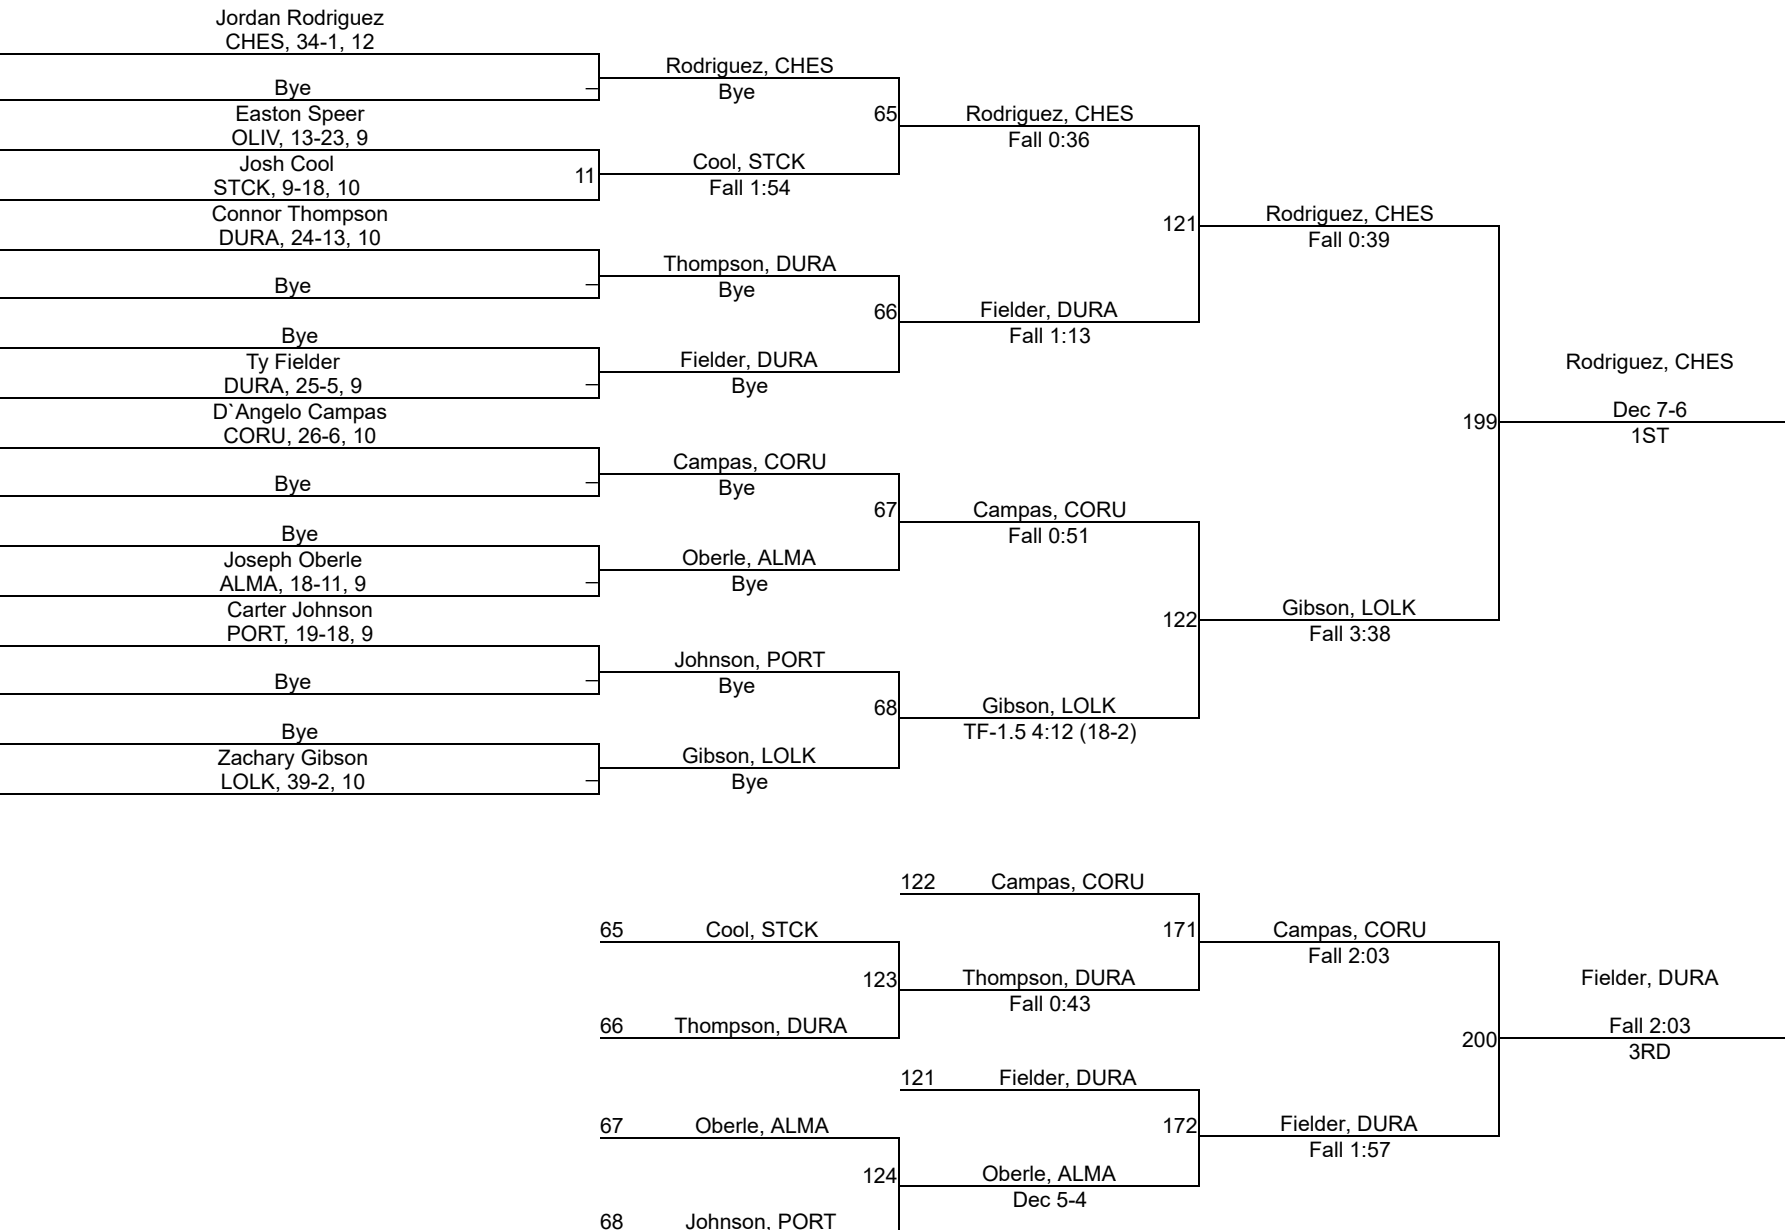 Jordan Rodriguez
CHES, 34-1, 12
Bye
Easton Speer
OLIV, 13-23, 9
Josh Cool
STCK, 9-18, 10
11
Connor Thompson
DURA, 24-13, 10
Bye
Bye
Ty Fielder
DURA, 25-5, 9
D`Angelo Campas
CORU, 26-6, 10
Bye
Bye
Joseph Oberle
ALMA, 18-11, 9
Carter Johnson
PORT, 19-18, 9
Bye
Bye
Zachary Gibson
LOLK, 39-2, 10
Rodriguez, CHES
Bye
65
Cool, STCK
Fall 1:54
Thompson, DURA
Bye
66
Fielder, DURA
Bye
Campas, CORU
Bye
67
Oberle, ALMA
Bye
Johnson, PORT
Bye
68
Gibson, LOLK
Bye
Rodriguez, CHES
Fall 0:36
121
Fielder, DURA
Fall 1:13
Campas, CORU
Fall 0:51
122
Gibson, LOLK
TF-1.5 4:12 (18-2)
Rodriguez, CHES
Fall 0:39
199
Gibson, LOLK
Fall 3:38
Rodriguez, CHES
Dec 7-6
1ST
122 Campas, CORU
65 Cool, STCK
171
Campas, CORU
Fall 2:03
123
Thompson, DURA
Fall 0:43
66 Thompson, DURA
Fielder, DURA
Fall 2:03
200
3RD
121 Fielder, DURA
67 Oberle, ALMA
172
Fielder, DURA
Fall 1:57
124
Oberle, ALMA
Dec 5-4
68 Johnson, PORT